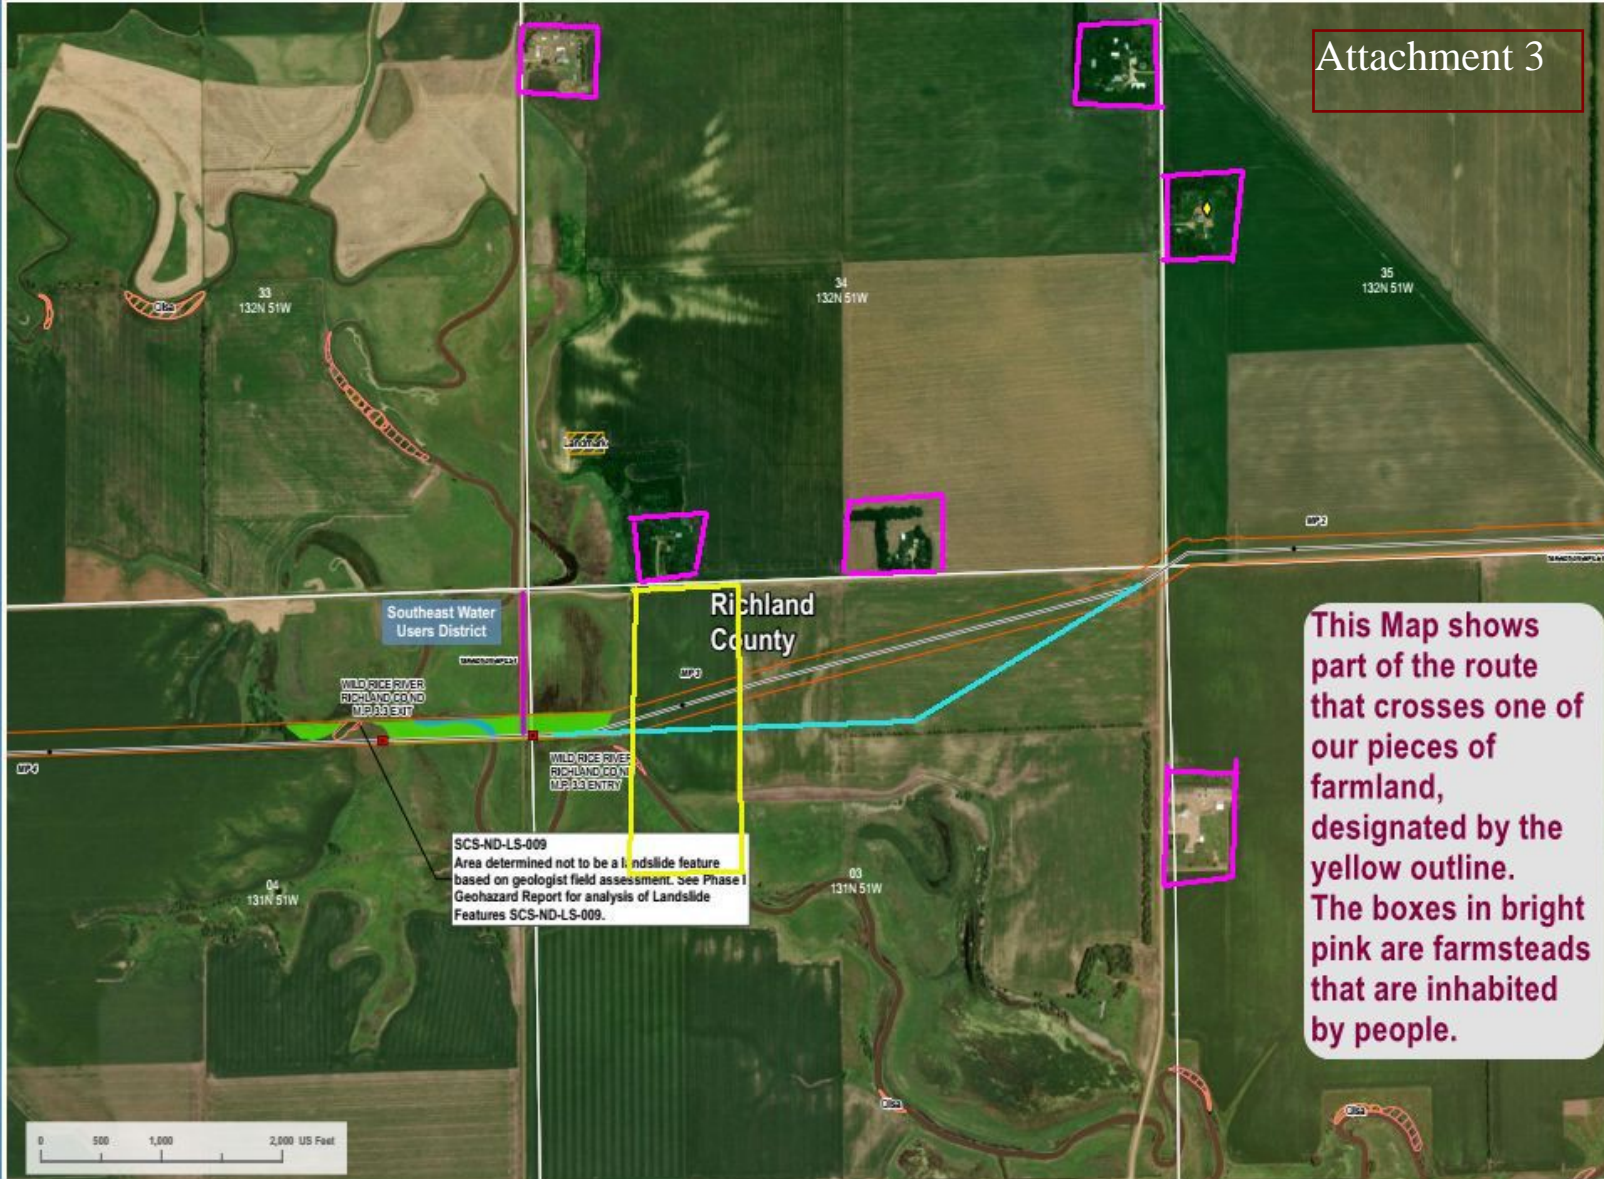 Attachment 3
33
132N 51W
34
132N 51W
35
132N 51W
Landmark
MP 2
Southeast Water
Users District
Richland
County
MP 3
WILD RICE RIVER
RICHLAND CO ND
M.P. 3.3 EXIT
MP 4
WILD RICE RIVER
RICHLAND CO N
M.P. 3.3 ENTRY
SCS-ND-LS-009
Area determined not to be a landslide feature
based on geologist field assessment. See Phase I
Geohazard Report for analysis of Landslide
Features SCS-ND-LS-009.
04
131N 51W
03
131N 51W
This Map shows
part of the route
that crosses one of
our pieces of
farmland,
designated by the
yellow outline.
The boxes in bright
pink are farmsteads
that are inhabited
by people.
0 500 1,000 2,000 US Feet